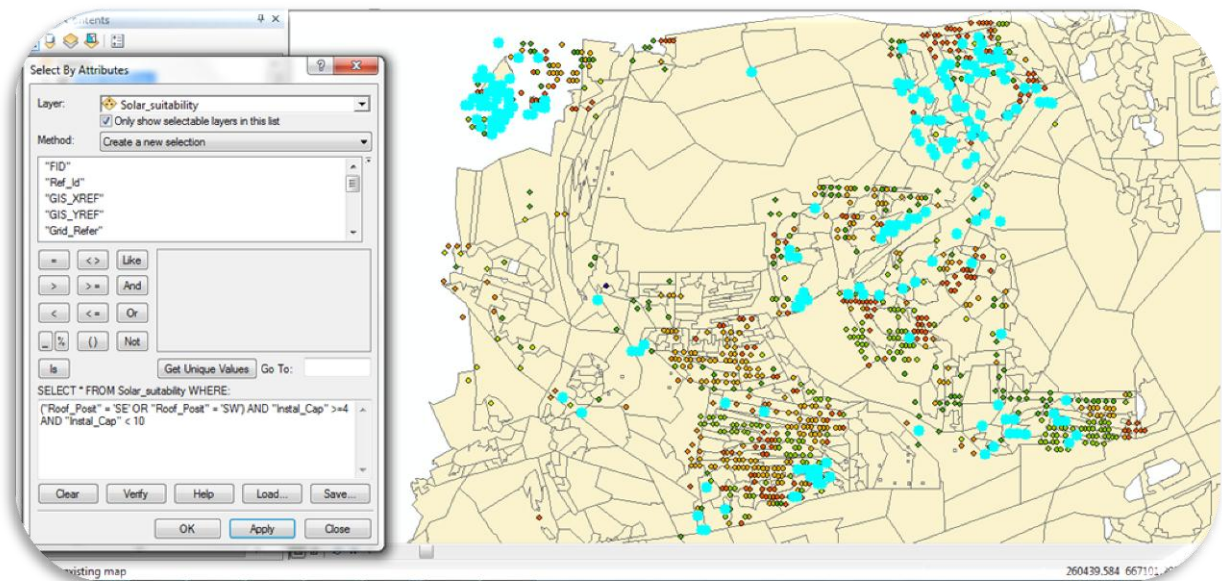 Contents
Select By Attributes
Layer:
Solar_suitability
Only show selectable layers in this list
Method:
Create a new selection
"FID"
"Ref_Id"
"GIS_XREF"
"GIS_YREF"
"Grid_Refer"
= <> Like
> >= And
< <= Or
_ % () Not
Is
Get Unique Values
Go To:
SELECT * FROM Solar_suitability WHERE:
("Roof_Posit" = 'SE' OR "Roof_Posit" = 'SW') AND "Instal_Cap" >=4
AND "Instal_Cap" < 10
Clear Verify Help Load... Save...
OK Apply Close
existing map
260439.584